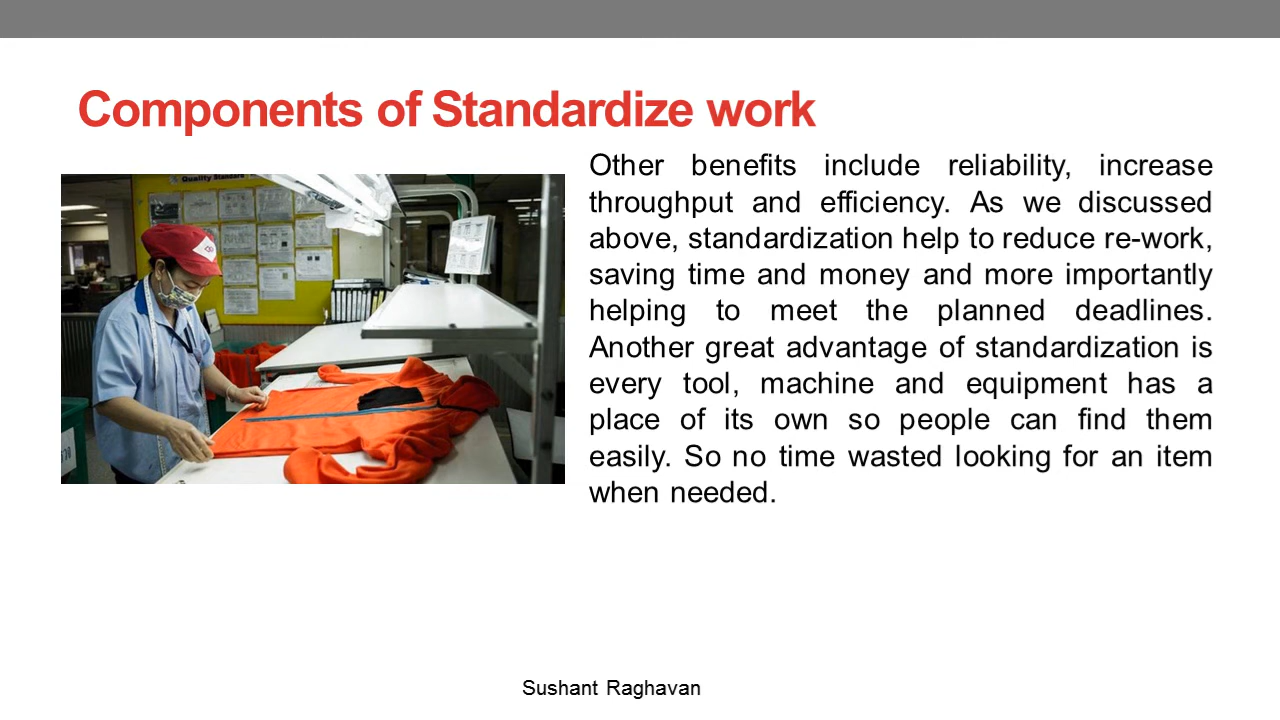 Components of Standardize work
Other benefits include reliability, increase
throughput and efficiency. As we discussed
above, standardization help to reduce re-work,
saving time and money and more importantly
helping to meet the planned deadlines.
Another great advantage of standardization is
every tool, machine and equipment has a
place of its own so people can find them
easily. So no time wasted looking for an item
when needed.
Quality Standard
Sushant Raghavan